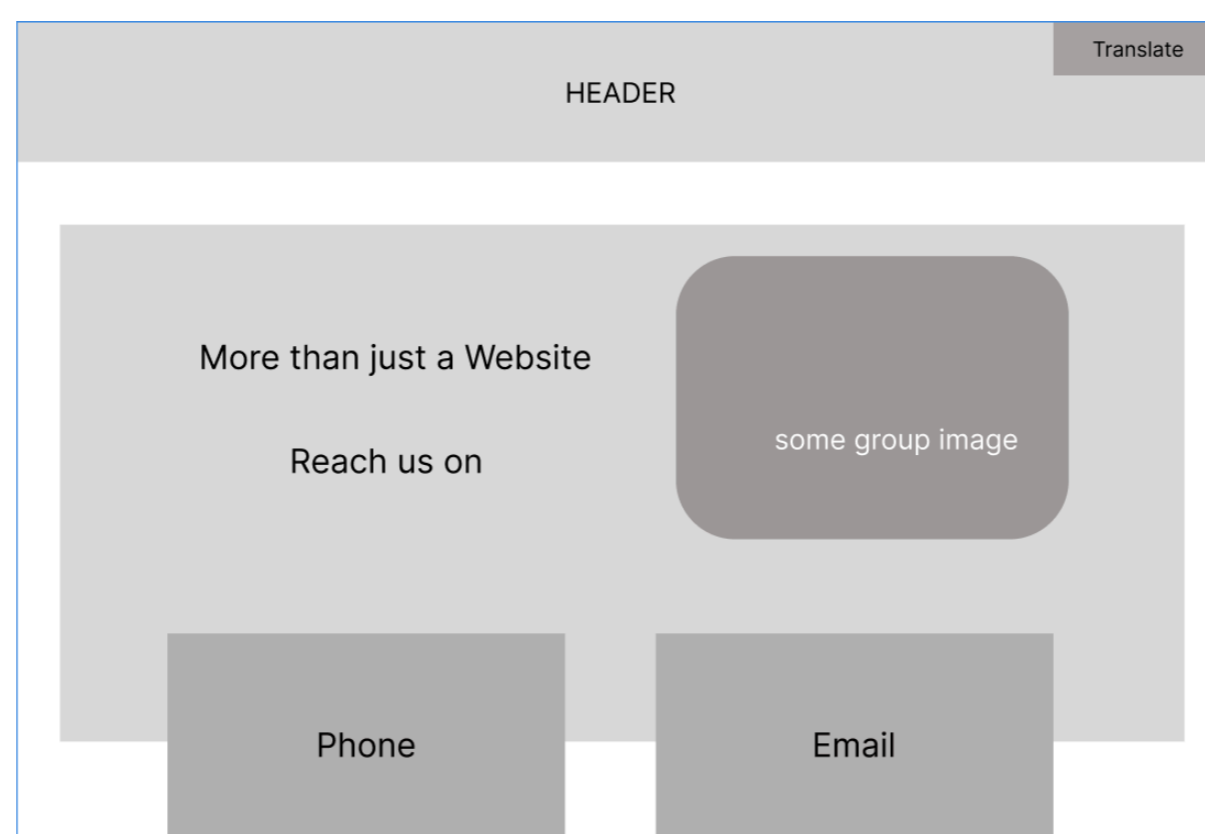 Translate
HEADER
More than just a Website
Reach us on
some group image
Phone
Email